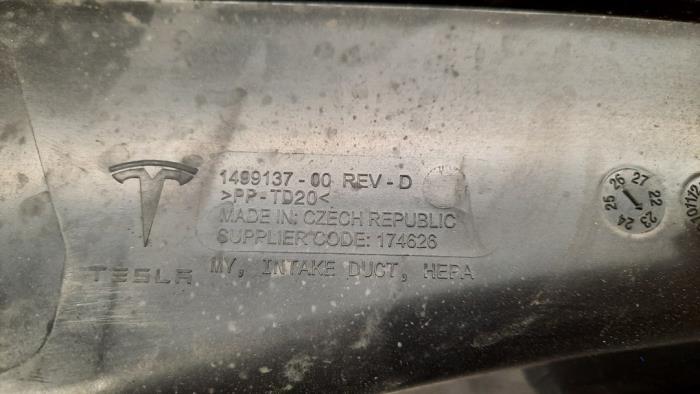 1499137-00 REV-D
>PP-TD20<
MADE IN: CZECH REPUBLIC
SUPPLIER CODE: 174626
TESLA
MY, INTAKE DUCT, HEPA
22 23 24 25 26 27